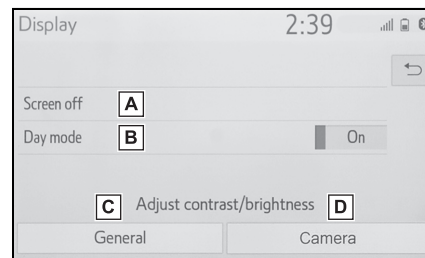 Display 2:39
Screen off A
Day mode B On
C Adjust contrast/brightness D
General Camera